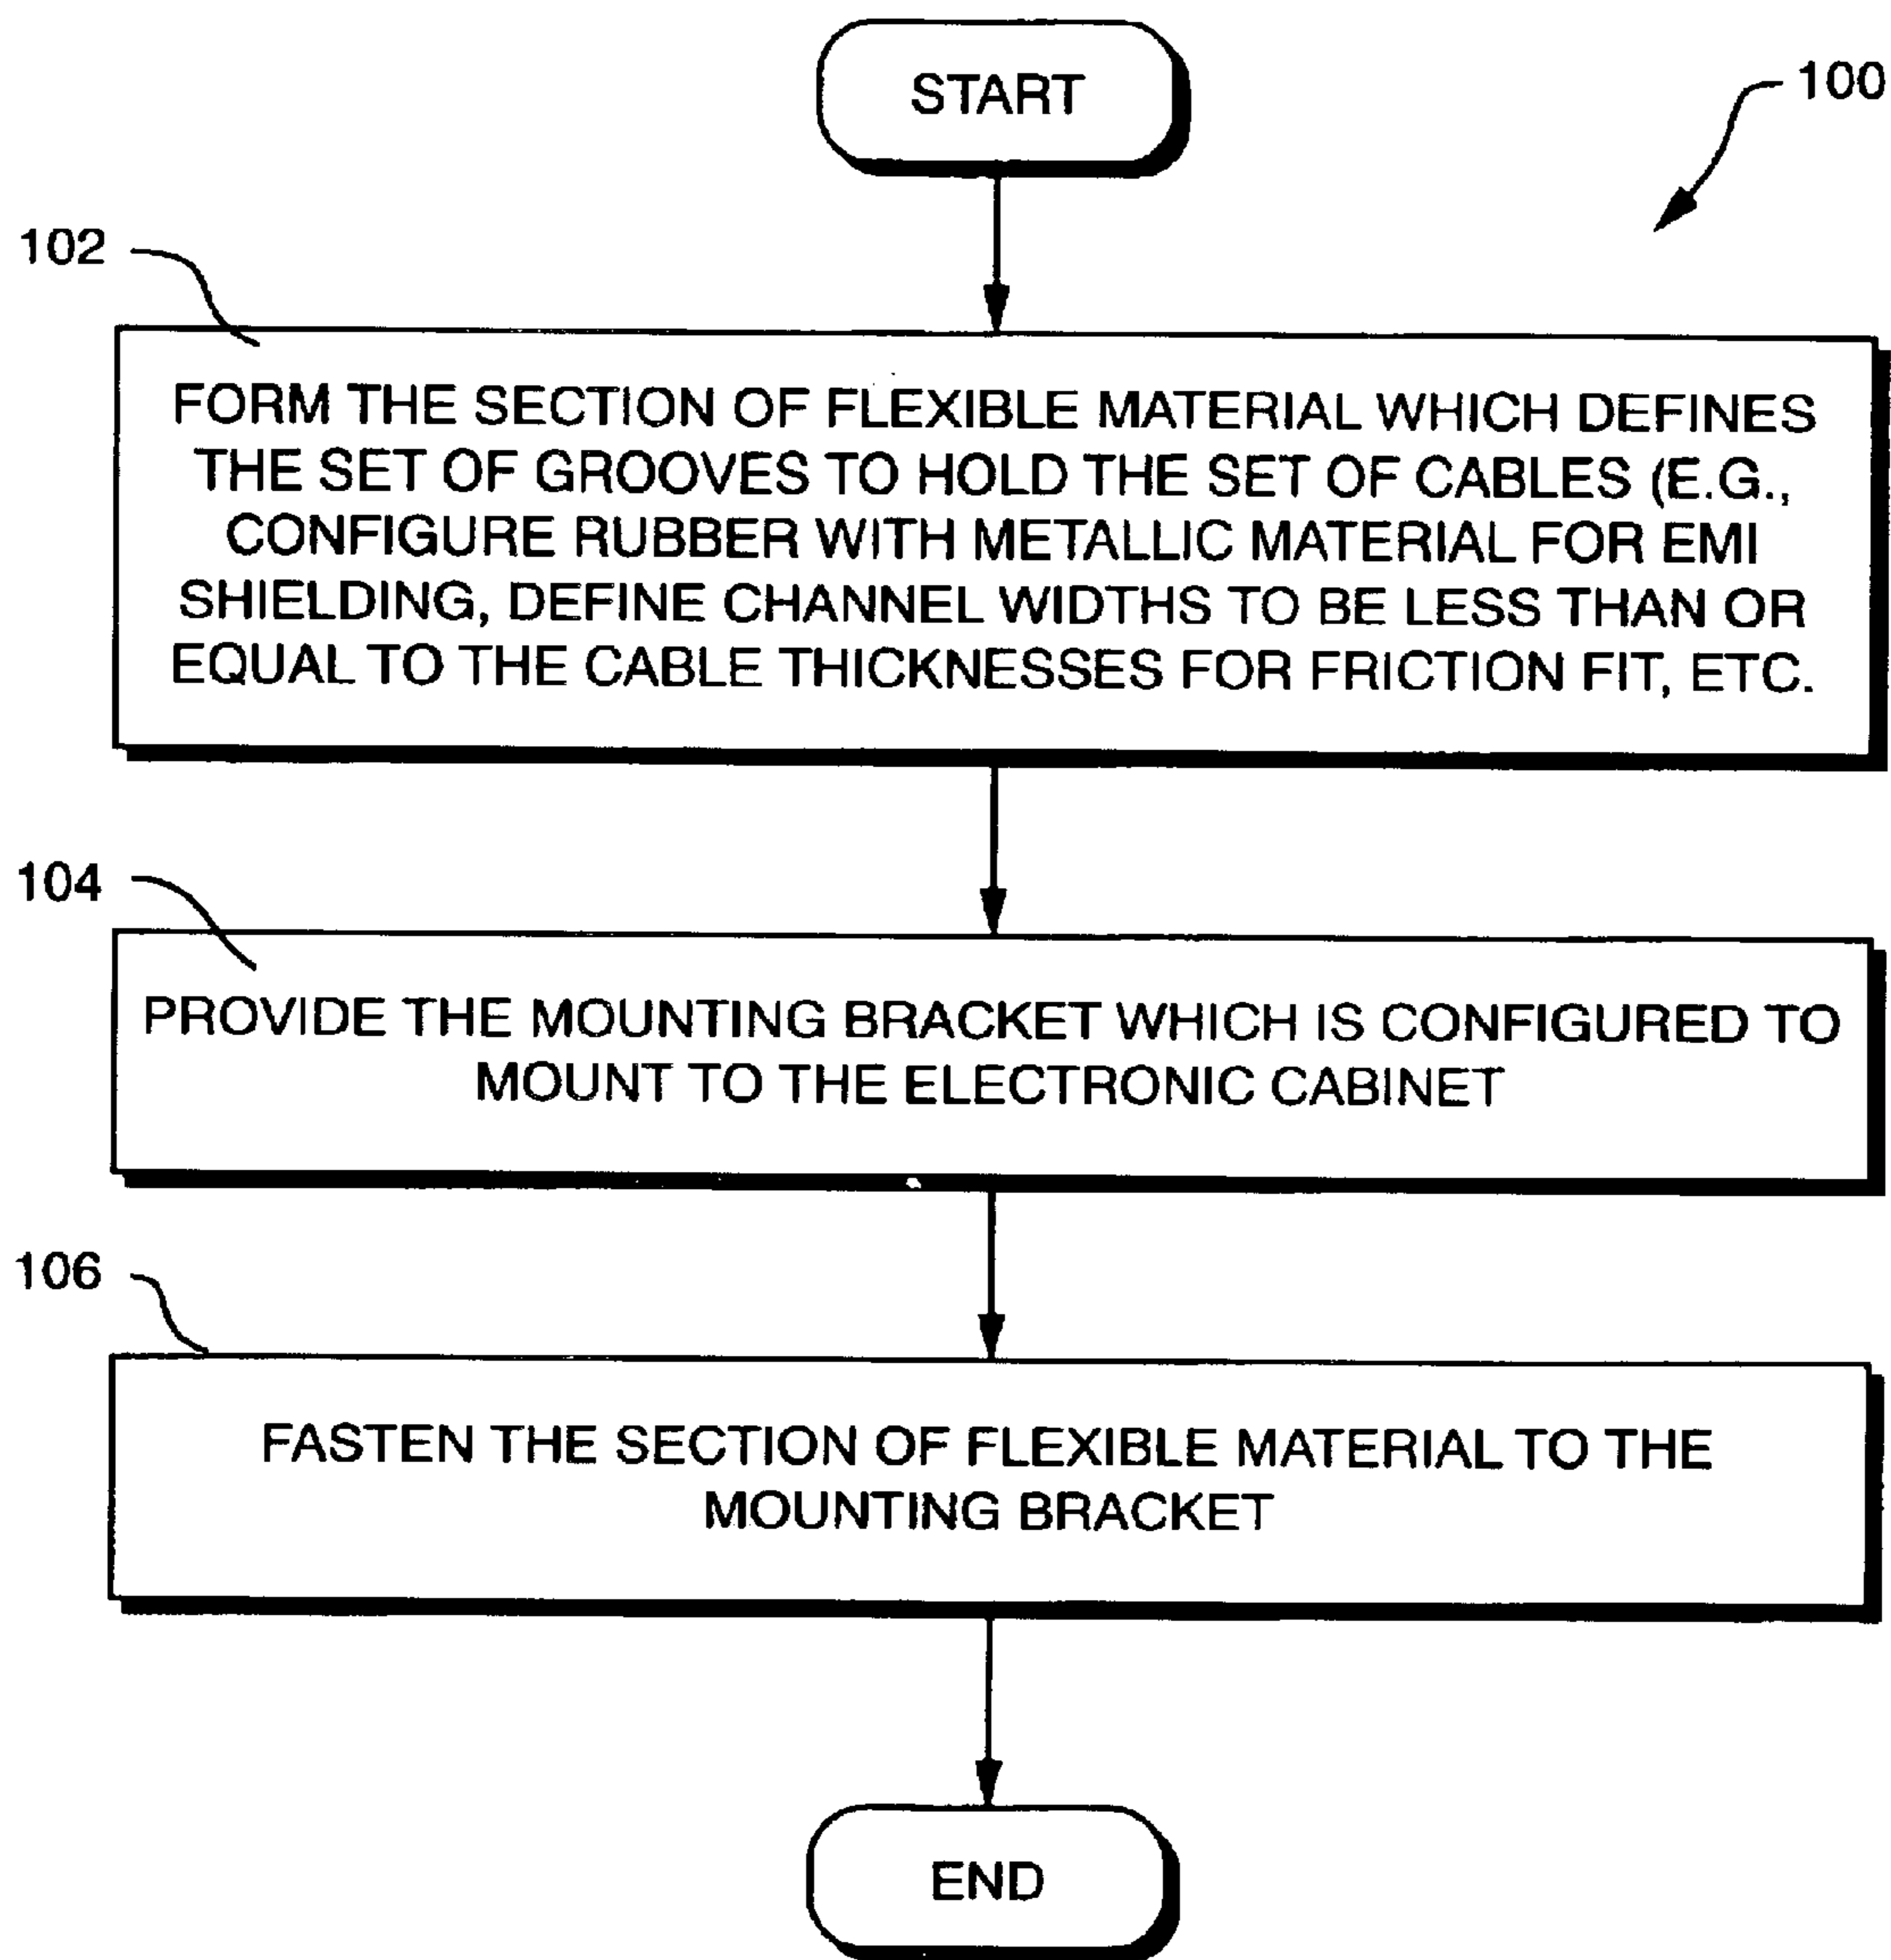 START
100
102
FORM THE SECTION OF FLEXIBLE MATERIAL WHICH DEFINES
THE SET OF GROOVES TO HOLD THE SET OF CABLES (E.G.,
CONFIGURE RUBBER WITH METALLIC MATERIAL FOR EMI
SHIELDING, DEFINE CHANNEL WIDTHS TO BE LESS THAN OR
EQUAL TO THE CABLE THICKNESSES FOR FRICTION FIT, ETC.
104
PROVIDE THE MOUNTING BRACKET WHICH IS CONFIGURED TO
MOUNT TO THE ELECTRONIC CABINET
106
FASTEN THE SECTION OF FLEXIBLE MATERIAL TO THE
MOUNTING BRACKET
END